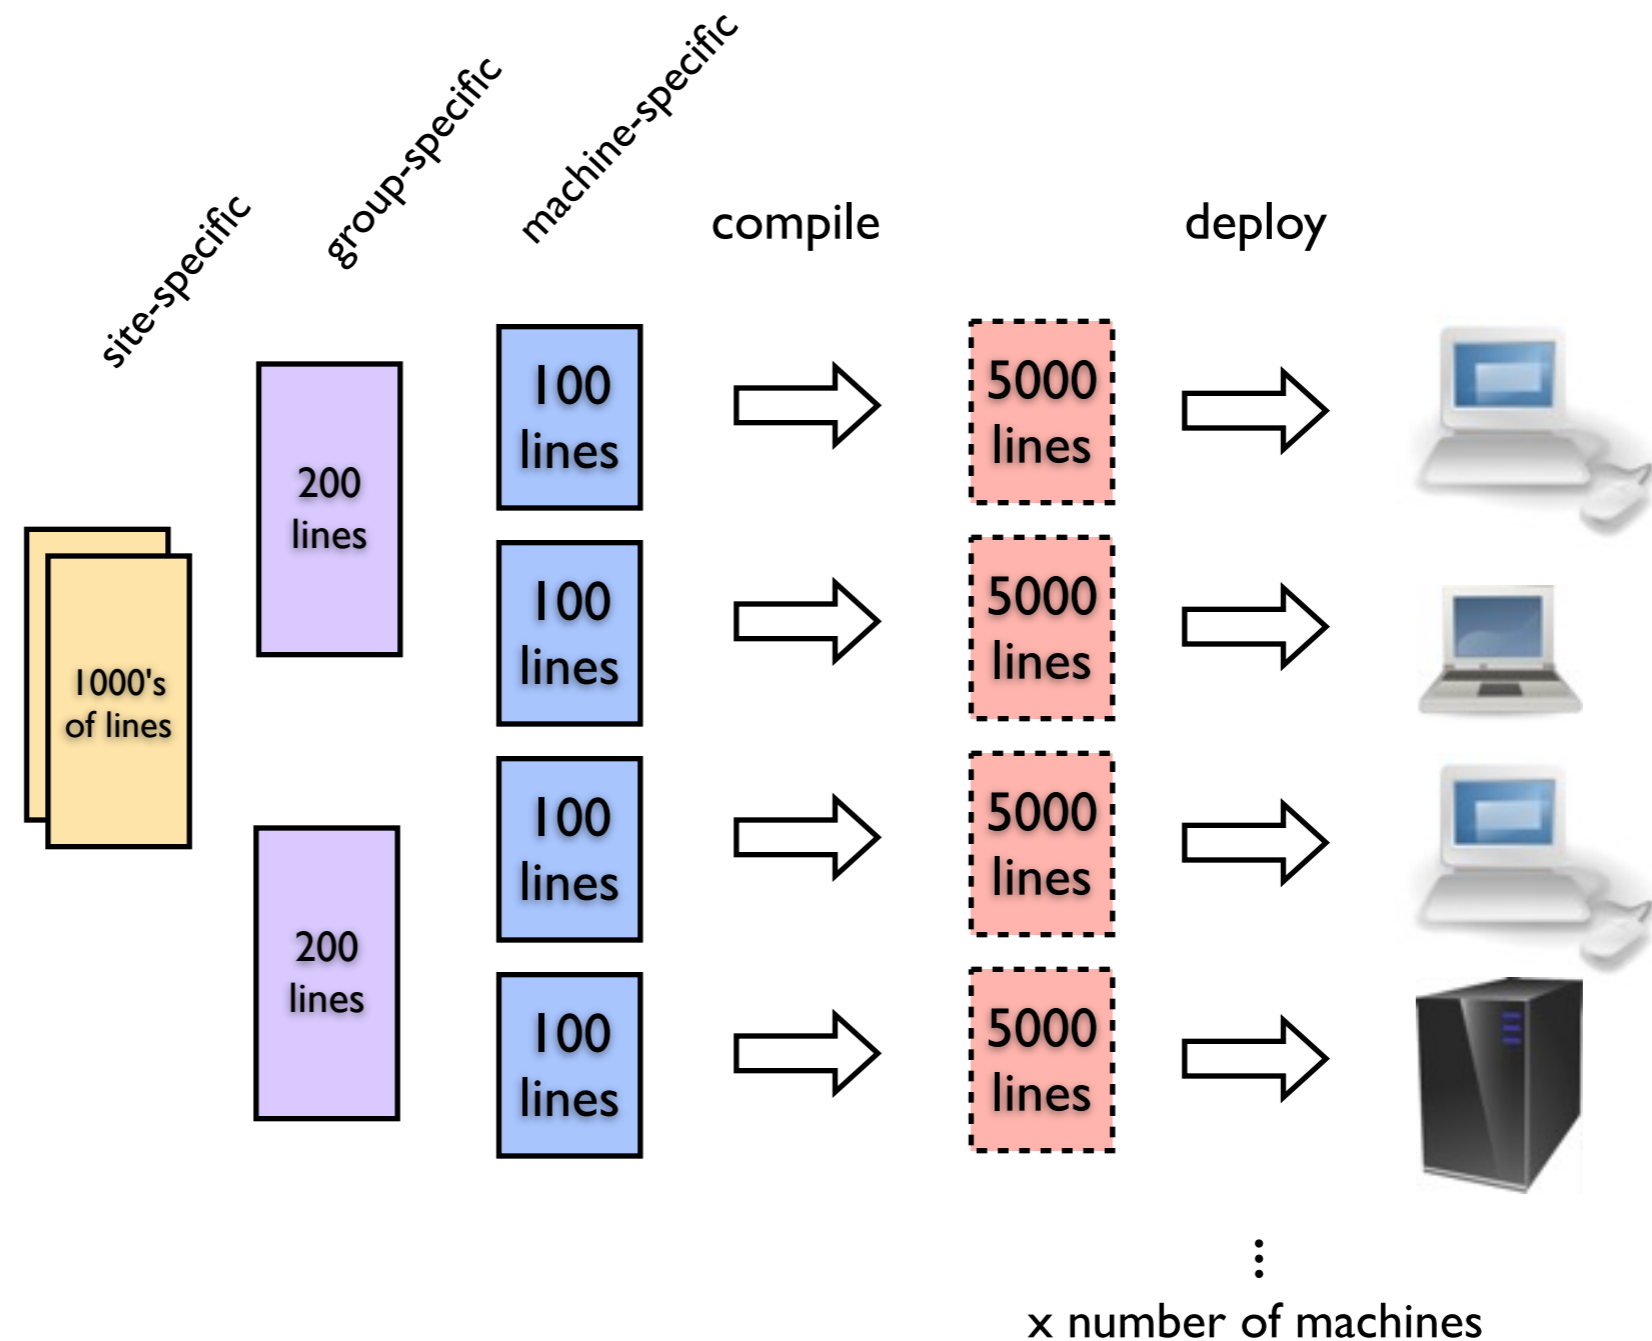 site-specific
group-specific
machine-specific
compile
deploy
1000's
of lines
200
lines
200
lines
100
lines
5000
lines
100
lines
5000
lines
100
lines
5000
lines
100
lines
5000
lines
⋮
x number of machines